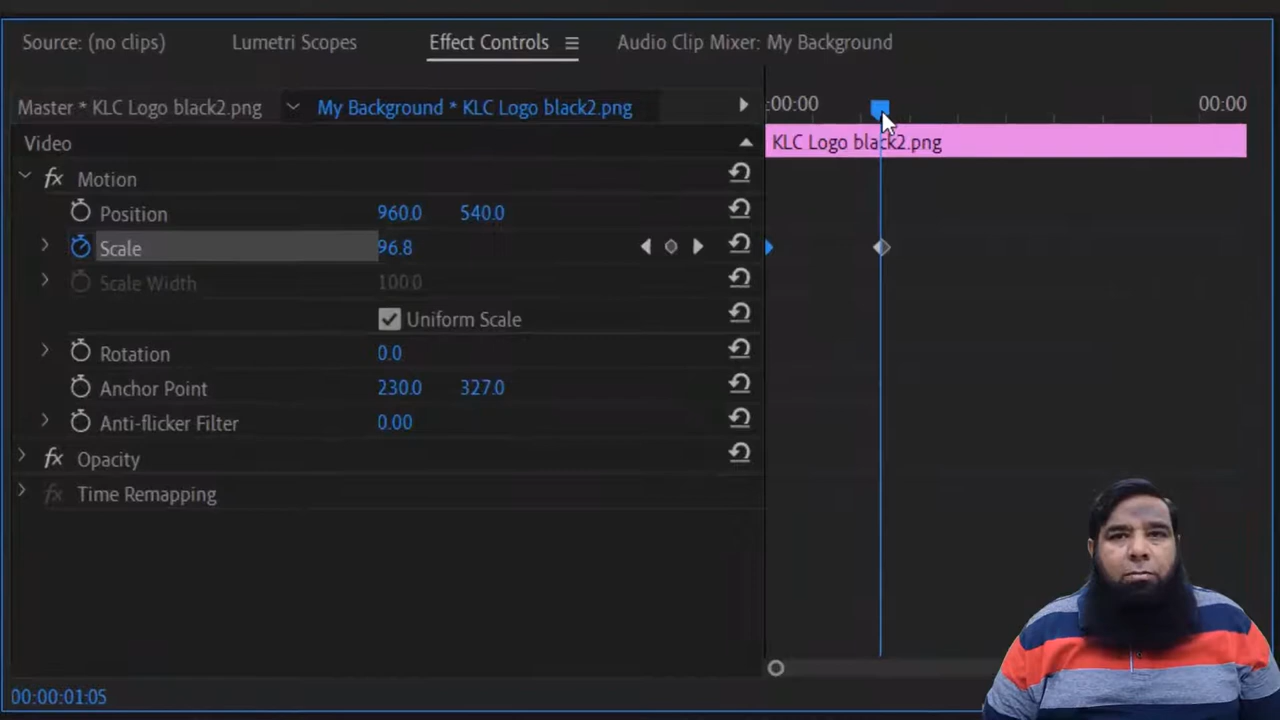 Source: (no clips) Lumetri Scopes Effect Controls Audio Clip Mixer: My Background
Master * KLC Logo black2.png My Background * KLC Logo black2.png :00:00 00:00
Video KLC Logo black2.png
fx Motion
Position 960.0 540.0
Scale 96.8
Scale Width 100.0
Uniform Scale
Rotation 0.0
Anchor Point 230.0 327.0
Anti-flicker Filter 0.00
fx Opacity
fx Time Remapping
00:00:01:05